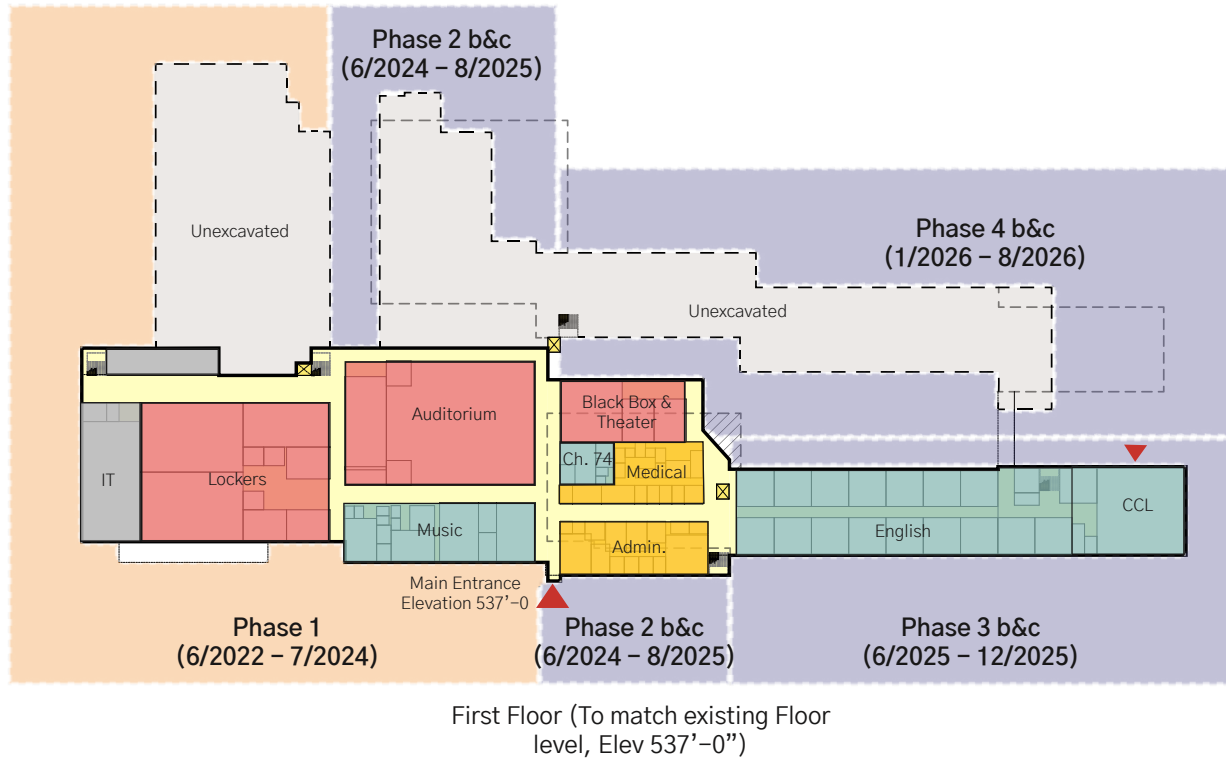 Phase 2 b&c
(6/2024 – 8/2025)
Unexcavated
Phase 4 b&c
(1/2026 – 8/2026)
Unexcavated
Auditorium
Black Box &
Theater
Ch. 74
Medical
IT
Lockers
Music
Admin.
English
CCL
Main Entrance
Elevation 537’-0
Phase 1
(6/2022 – 7/2024)
Phase 2 b&c
(6/2024 – 8/2025)
Phase 3 b&c
(6/2025 – 12/2025)
First Floor (To match existing Floor
level, Elev 537’-0”)